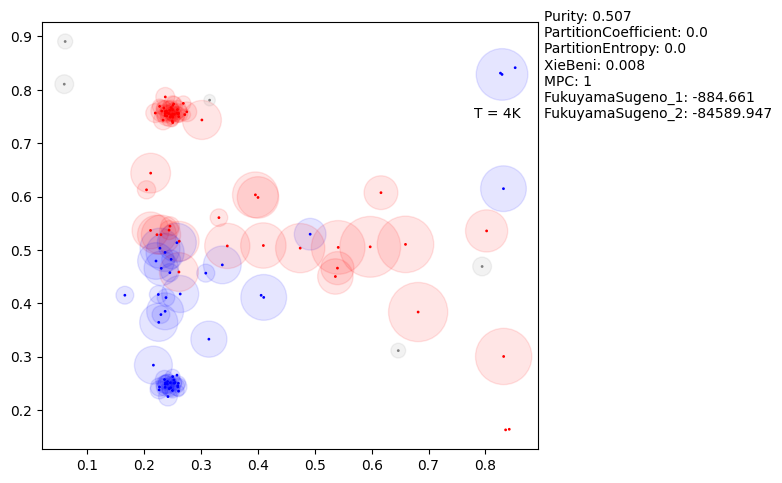 Purity: 0.507
PartitionCoefficient: 0.0
PartitionEntropy: 0.0
XieBeni: 0.008
MPC: 1
FukuyamaSugeno_1: -884.661
FukuyamaSugeno_2: -84589.947
T = 4K
0.9
0.8
0.7
0.6
0.5
0.4
0.3
0.2
0.1 0.2 0.3 0.4 0.5 0.6 0.7 0.8